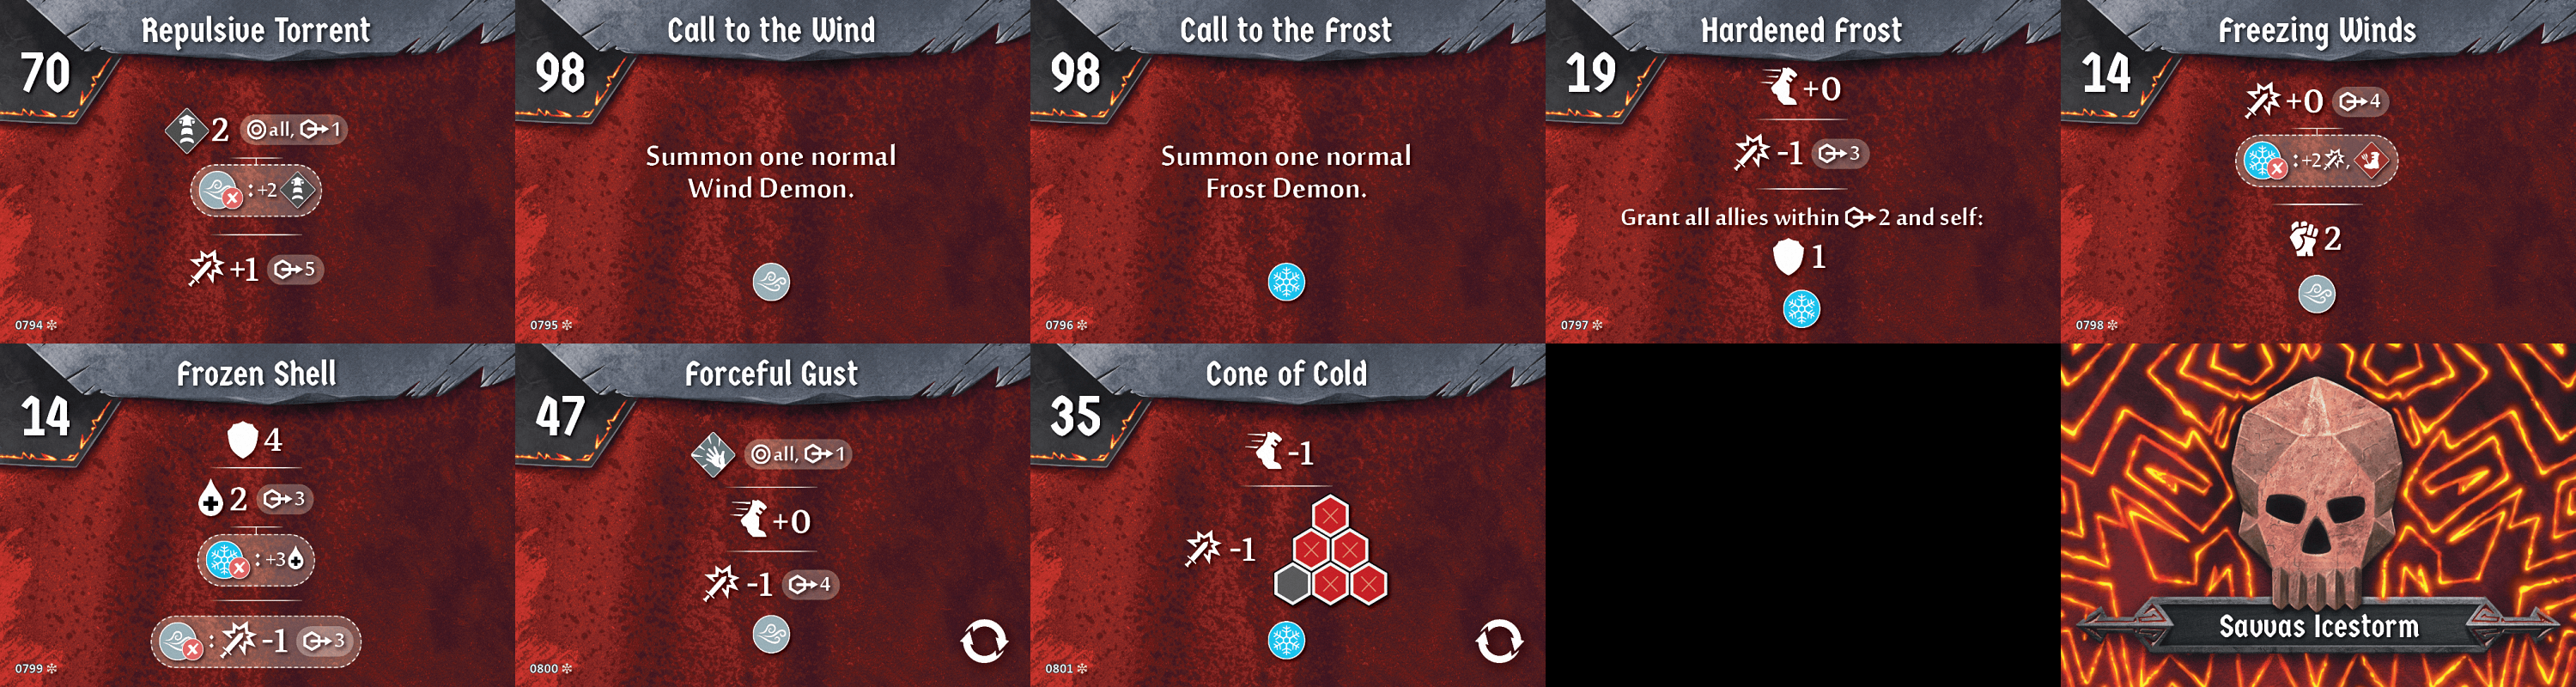 Repulsive Torrent
70
2 all, 1
: +2
+1 5
0794
Call to the Wind
98
Summon one normal
Wind Demon.
0795
Call to the Frost
98
Summon one normal
Frost Demon.
0796
Hardened Frost
19
+0
-1 3
Grant all allies within 2 and self:
1
0797
Freezing Winds
14
+0 4
: +2 ,
2
0798
Frozen Shell
14
4
2 3
: +3
: -1 3
0799
Forceful Gust
47
all, 1
+0
-1 4
0800
Cone of Cold
35
-1
-1
0801
Savvas Icestorm